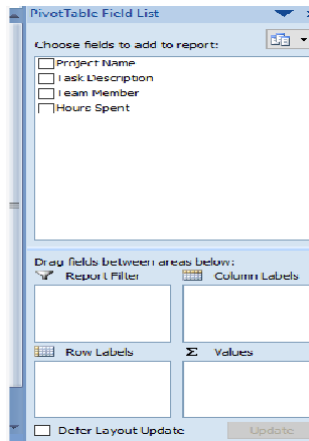 PivotTable Field List
Choose fields to add to report:
Project Name
Task Description
Team Member
Hours Spent
Drag fields between areas below:
Report Filter
Column Labels
Row Labels
Σ Values
Defer Layout Update
Update